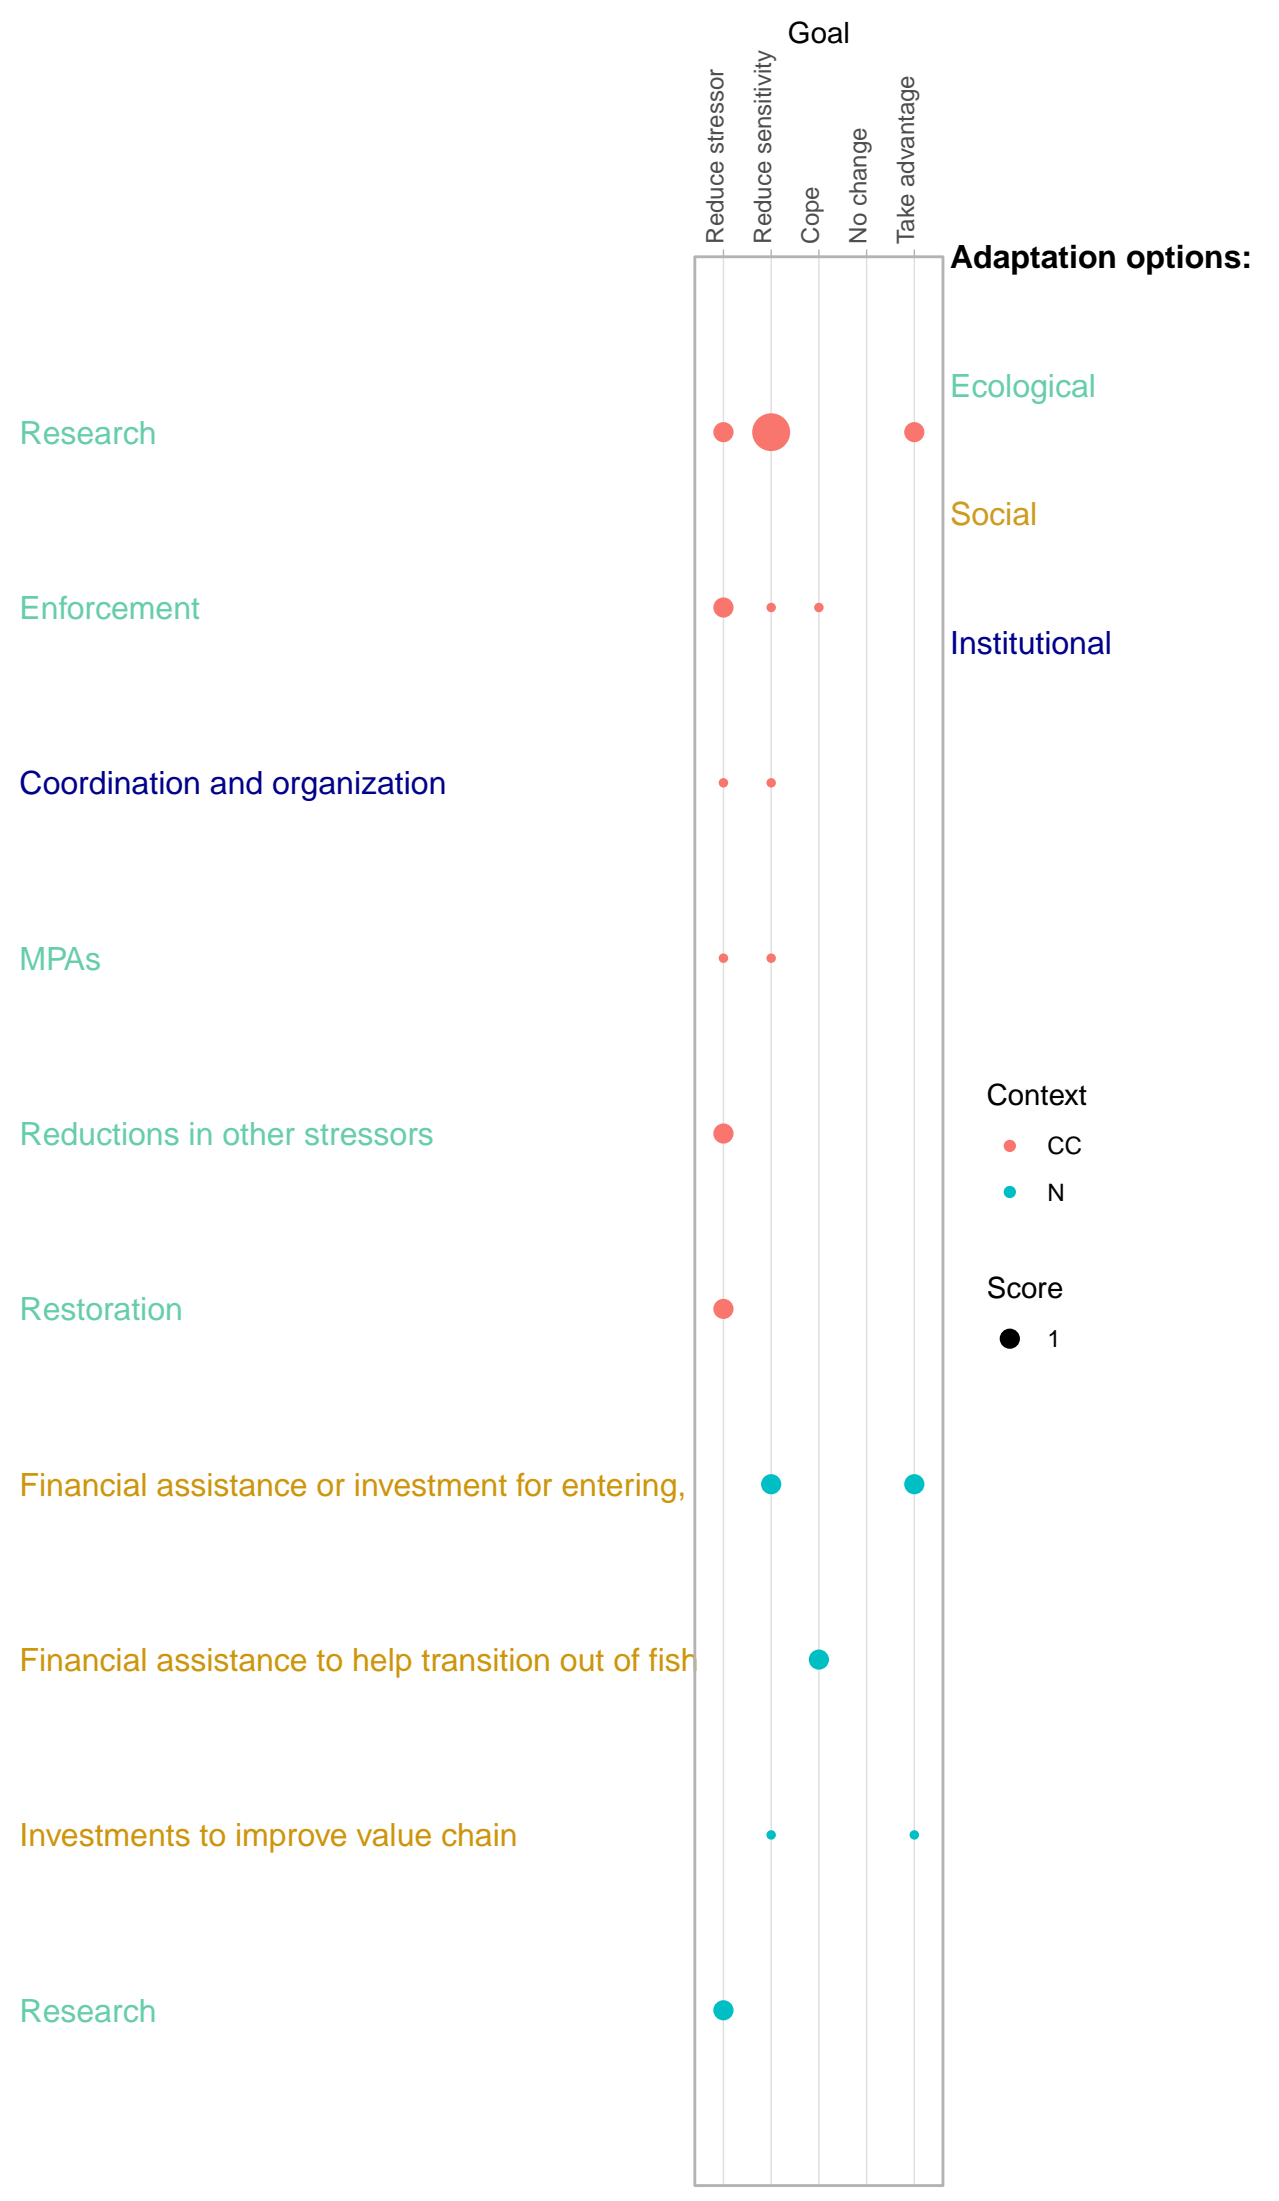 Goal
Reduce stressor
Reduce sensitivity
Cope
No change
Take advantage
Adaptation options:
Ecological
Social
Institutional
Research
Enforcement
Coordination and organization
MPAs
Reductions in other stressors
Restoration
Financial assistance or investment for entering,
Financial assistance to help transition out of fish
Investments to improve value chain
Research
Context
CC
N
Score
1